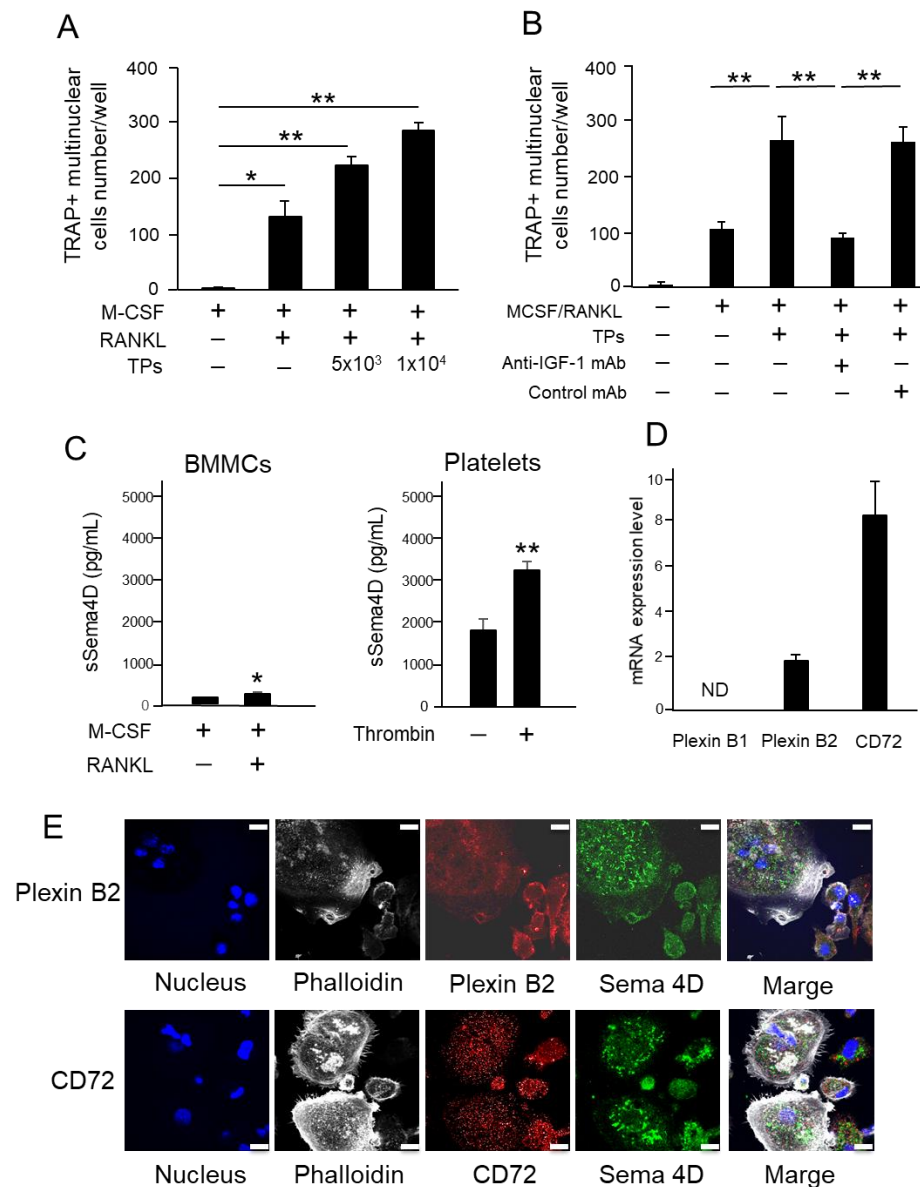 A
TRAP+ multinuclear
cells number/well
400
300
200
100
0
**
**
*
M-CSF + + + +
RANKL − + + +
TPs − − 5x10³ 1x10⁴
B
TRAP+ multinuclear
cells number/well
400
300
200
100
0
** ** **
MCSF/RANKL − + + + +
TPs − − + + +
Anti-IGF-1 mAb − − − + −
Control mAb − − − − +
C
BMMCs
sSema4D (pg/mL)
5000
4000
3000
2000
1000
0
*
M-CSF + +
RANKL − +
Platelets
sSema4D (pg/mL)
5000
4000
3000
2000
1000
0
**
Thrombin − +
D
mRNA expression level
10
8
6
4
2
0
ND
Plexin B1 Plexin B2 CD72
E
Plexin B2
Nucleus Phalloidin Plexin B2 Sema 4D Marge
CD72
Nucleus Phalloidin CD72 Sema 4D Marge